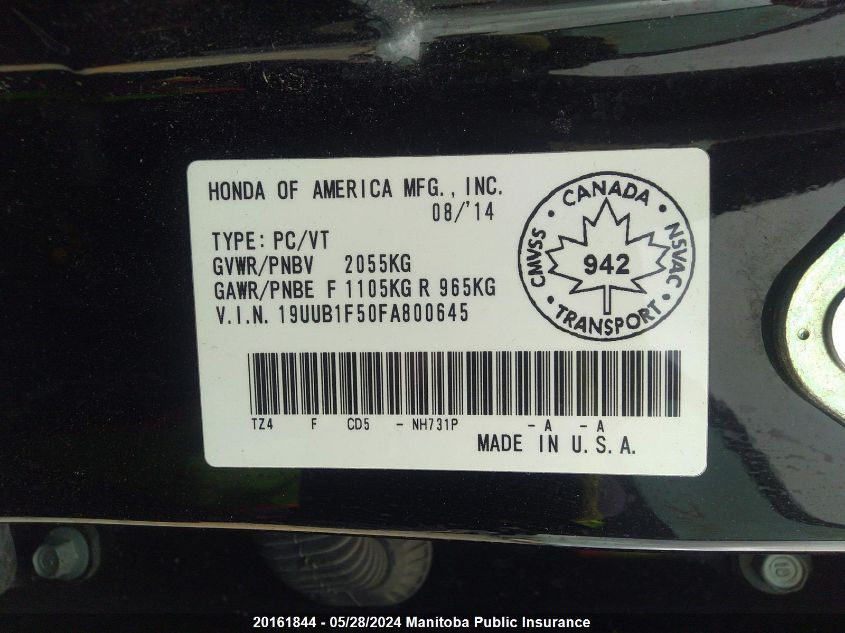 HONDA OF AMERICA MFG., INC.
08/'14
TYPE: PC/VT
GVWR/PNBV 2055KG
GAWR/PNBE F 1105KG R 965KG
V.I.N. 19UUB1F50FA800645
CANADA
CMVSS
942
NSVAC
TRANSPORT
TZ4 F CD5 - NH731P - A - A
MADE IN U.S.A.
20161844 - 05/28/2024 Manitoba Public Insurance